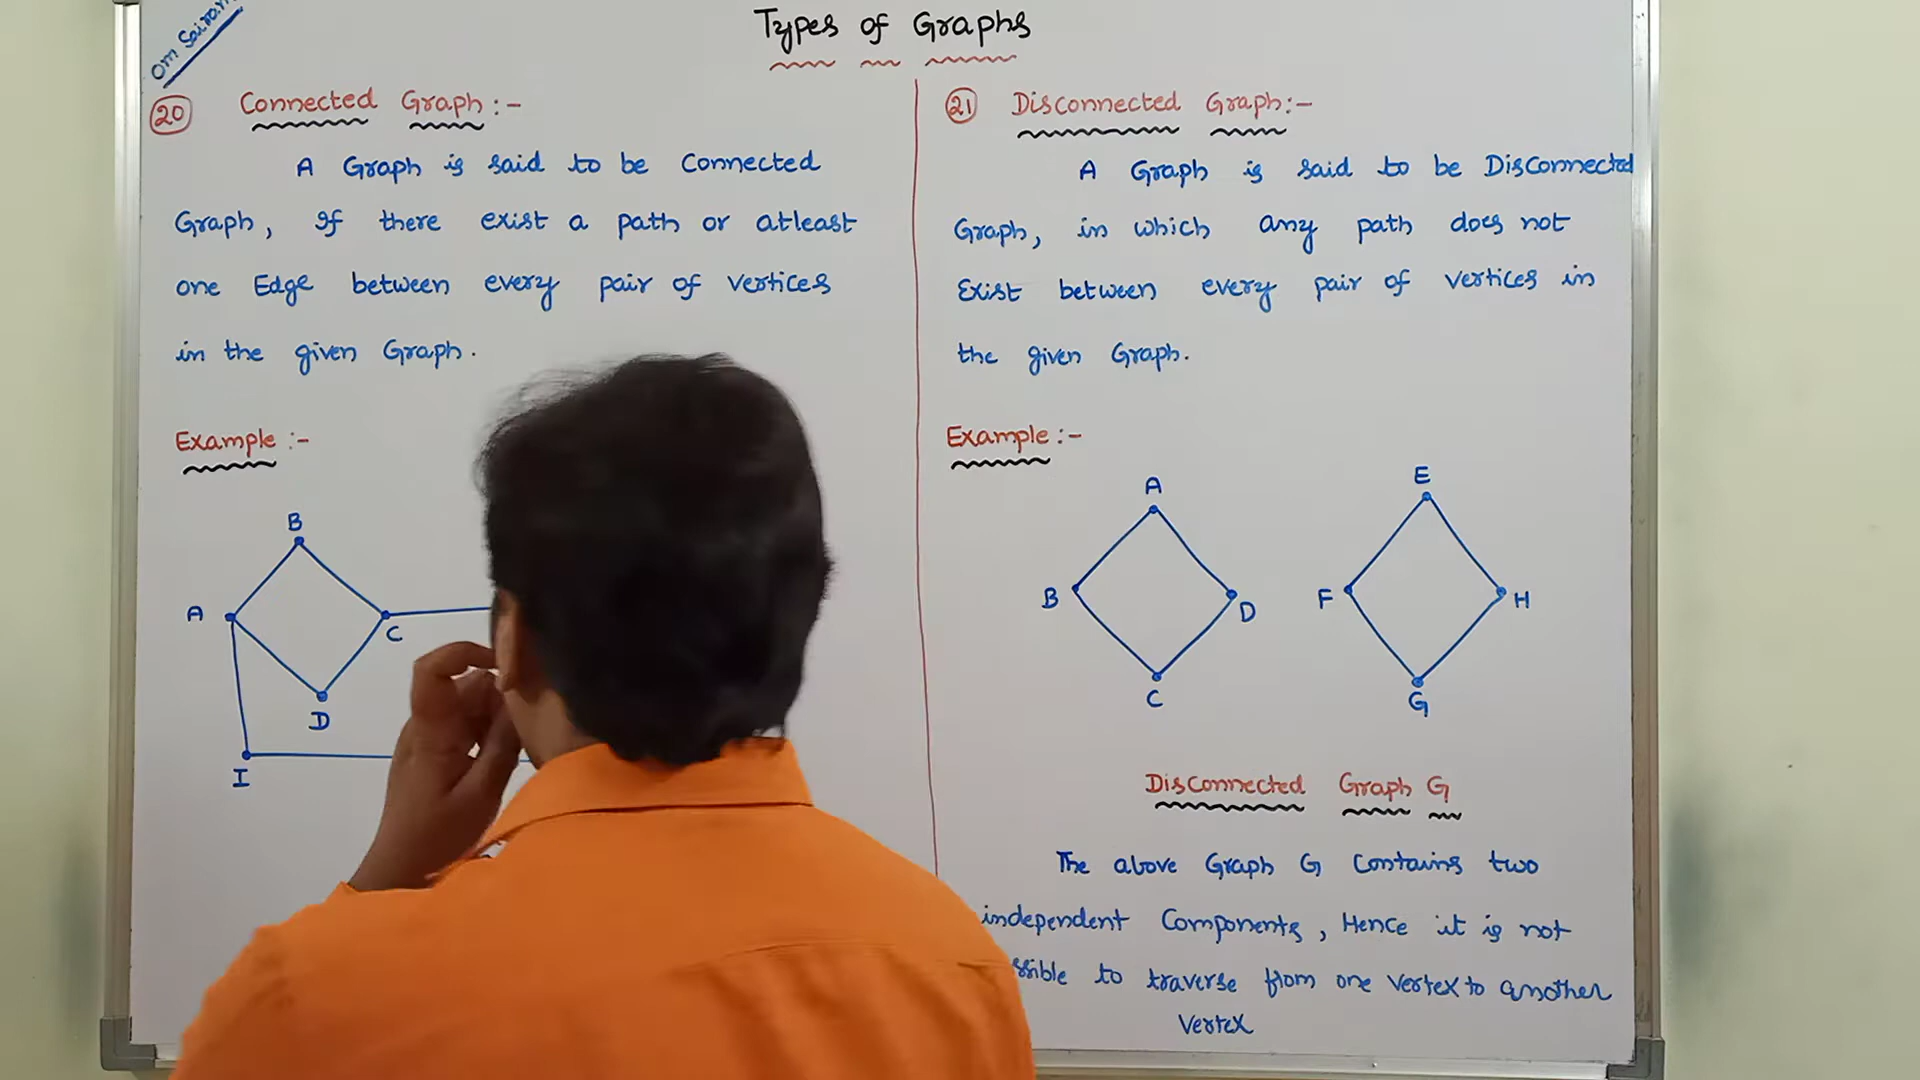 Om Sairam
Types of Graphs
20 Connected Graph:-
A Graph is said to be Connected
Graph, If there exist a path or atleast
one Edge between every pair of vertices
in the given Graph.
Example :-
B
A
C
D
I
21 Disconnected Graph:-
A Graph is said to be Disconnected
Graph, in which any path does not
Exist between every pair of vertices in
the given Graph.
Example :-
A
B
D
C
E
F
H
G
Disconnected Graph G
The above Graph G Contains two
independent Components, Hence it is not
ssible to traverse from one vertex to another
vertex